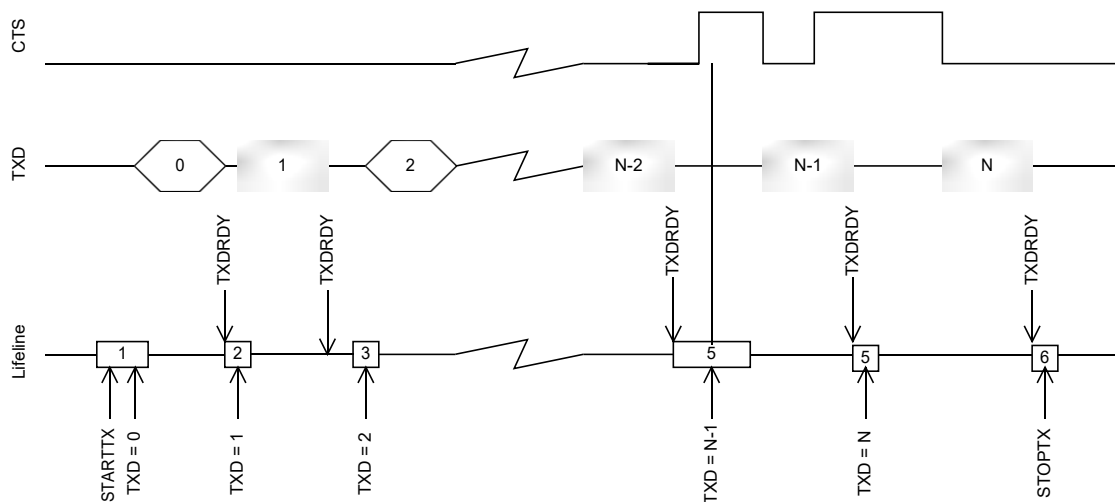 CTS
TXD
0
1
2
N-2
N-1
N
TXDRDY
TXDRDY
TXDRDY
TXDRDY
TXDRDY
Lifeline
1
2
3
5
5
6
STARTTX
TXD = 0
TXD = 1
TXD = 2
TXD = N-1
TXD = N
STOPTX